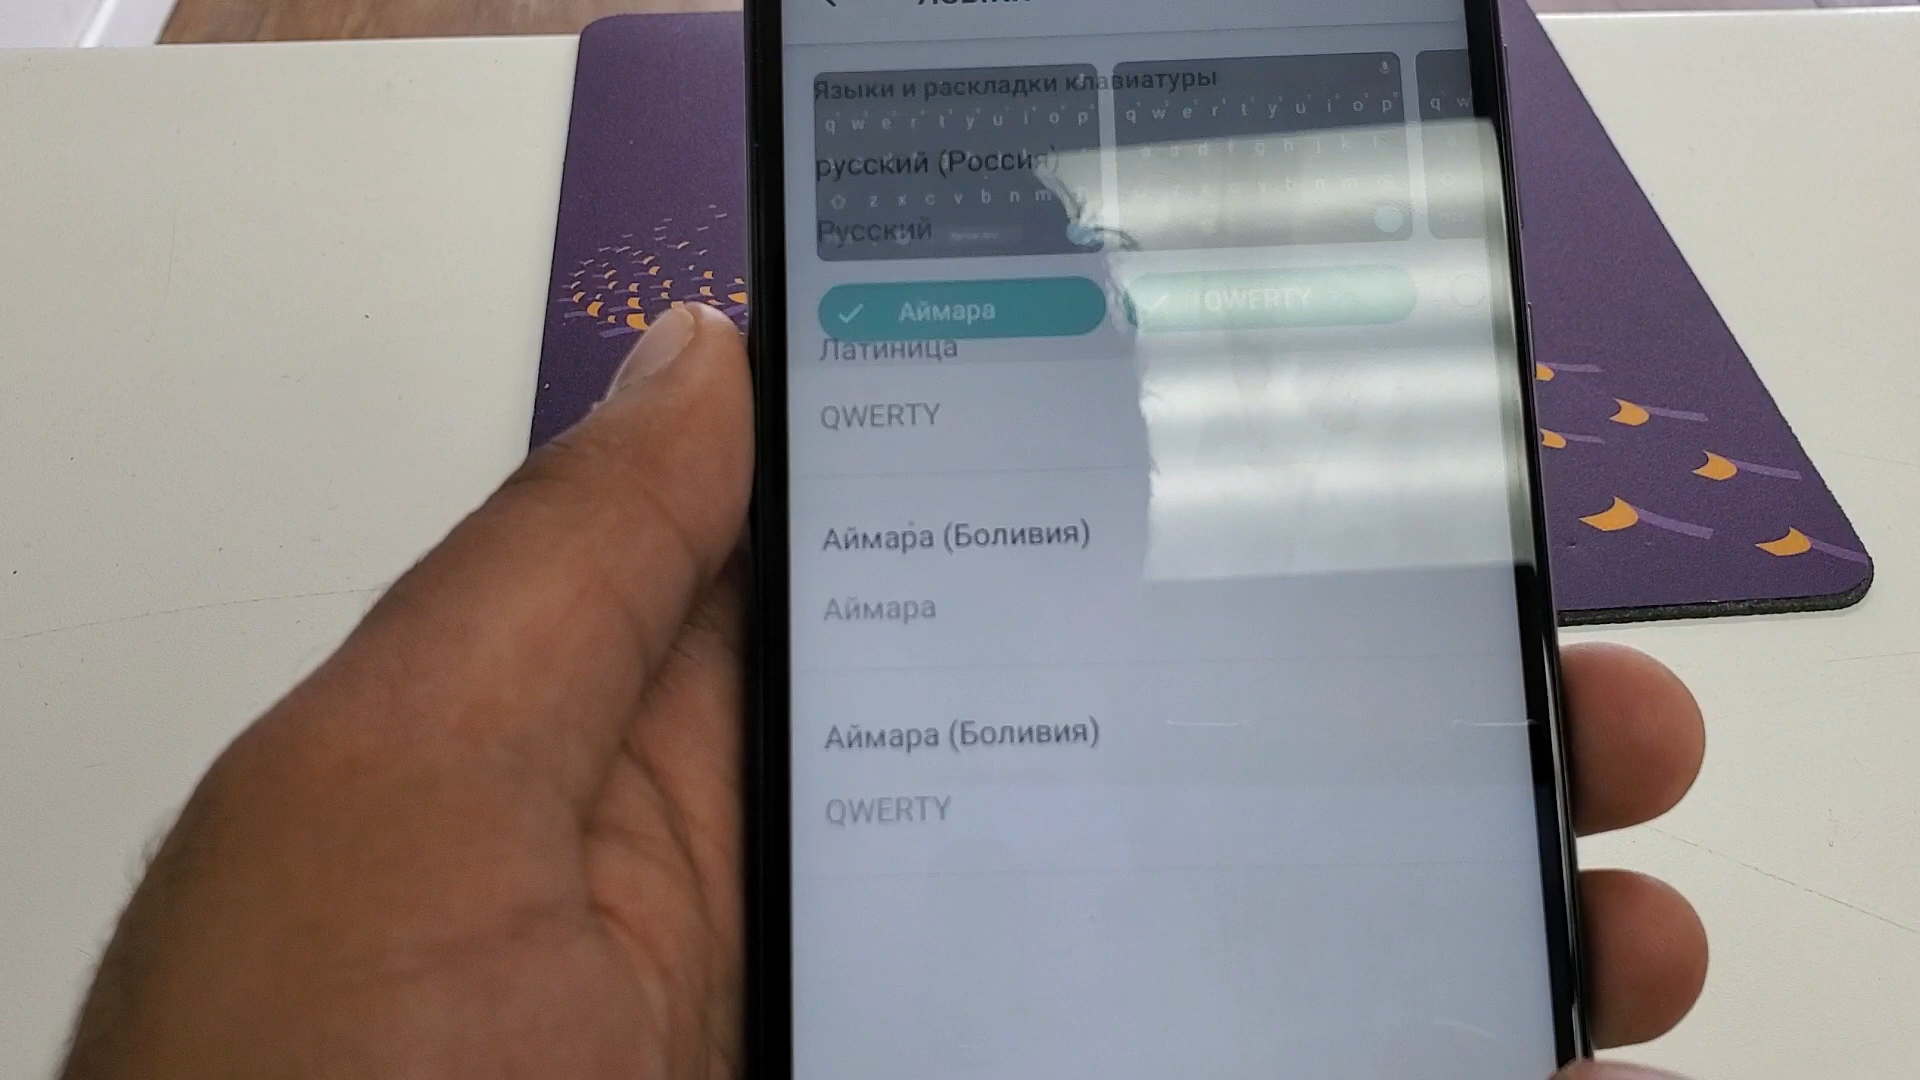 Языки и раскладки клавиатуры
q w e r t y u i o p
q w e r t y u i o p
q w
русский (Россия)
z x c v b n m
Русский
Аймара
QWERTY
Латиница
QWERTY
Аймара (Боливия)
Аймара
Аймара (Боливия)
QWERTY